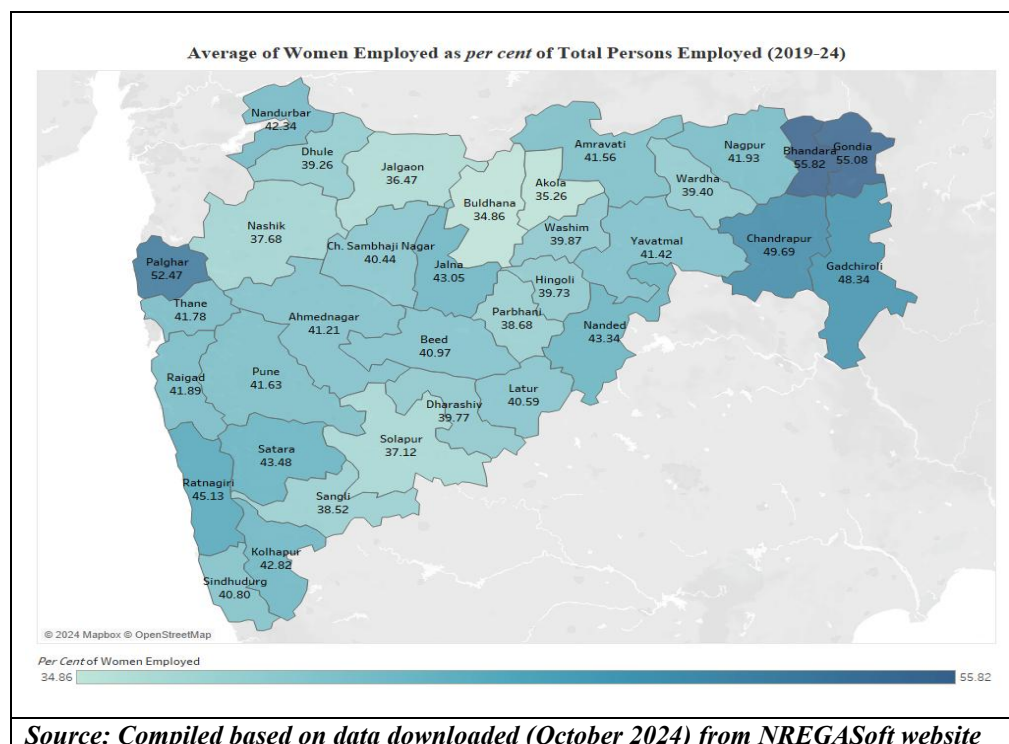 Average of Women Employed as per cent of Total Persons Employed (2019-24)
Nandurbar
42.34
Dhule
39.26
Jalgaon
36.47
Buldhana
34.86
Akola
35.26
Amravati
41.56
Nagpur
41.93
Wardha
39.40
Bhandara
55.82
Gondia
55.08
Nashik
37.68
Ch. Sambhaji Nagar
40.44
Jalna
43.05
Washim
39.87
Yavatmal
41.42
Chandrapur
49.69
Gadchiroli
48.34
Palghar
52.47
Thane
41.78
Ahmednagar
41.21
Hingoli
39.73
Parbhani
38.68
Nanded
43.34
Beed
40.97
Raigad
41.89
Pune
41.63
Latur
40.59
Dharashiv
39.77
Solapur
37.12
Satara
43.48
Ratnagiri
45.13
Sangli
38.52
Kolhapur
42.82
Sindhudurg
40.80
© 2024 Mapbox © OpenStreetMap
Per Cent of Women Employed
34.86 55.82
Source: Compiled based on data downloaded (October 2024) from NREGASoft website